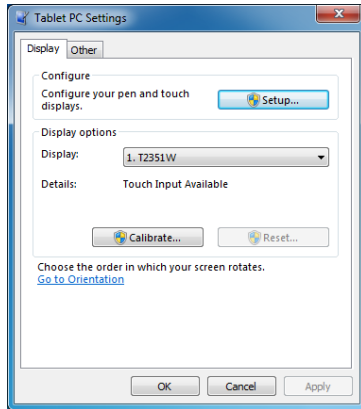 Tablet PC Settings
Display Other
Configure
Configure your pen and touch
displays.
Setup...
Display options
Display: 1. T2351W
Details: Touch Input Available
Calibrate... Reset...
Choose the order in which your screen rotates.
Go to Orientation
OK Cancel Apply